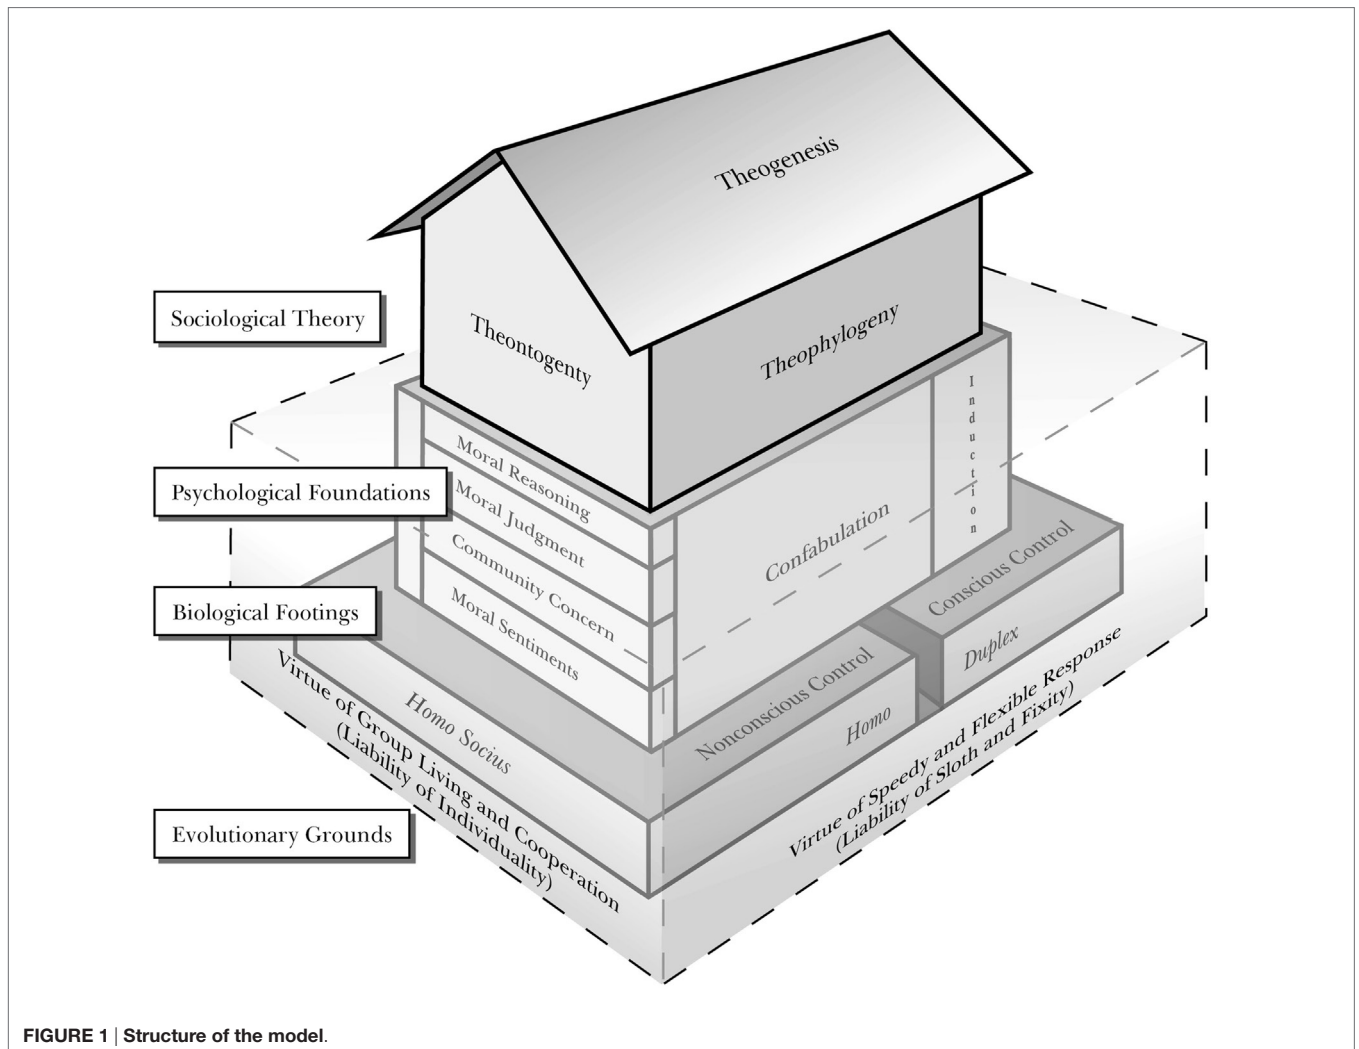 Theogenesis
Theontogenty
Theophylogeny
Sociological Theory
Induction
Moral Reasoning
Psychological Foundations
Moral Judgment
Confabulation
Community Concern
Conscious Control
Biological Footings
Moral Sentiments
Duplex
Nonconscious Control
Homo
Homo Socius
Virtue of Group Living and Cooperation
(Liability of Individuality)
Virtue of Speedy and Flexible Response
(Liability of Sloth and Fixity)
Evolutionary Grounds
FIGURE 1 | Structure of the model.